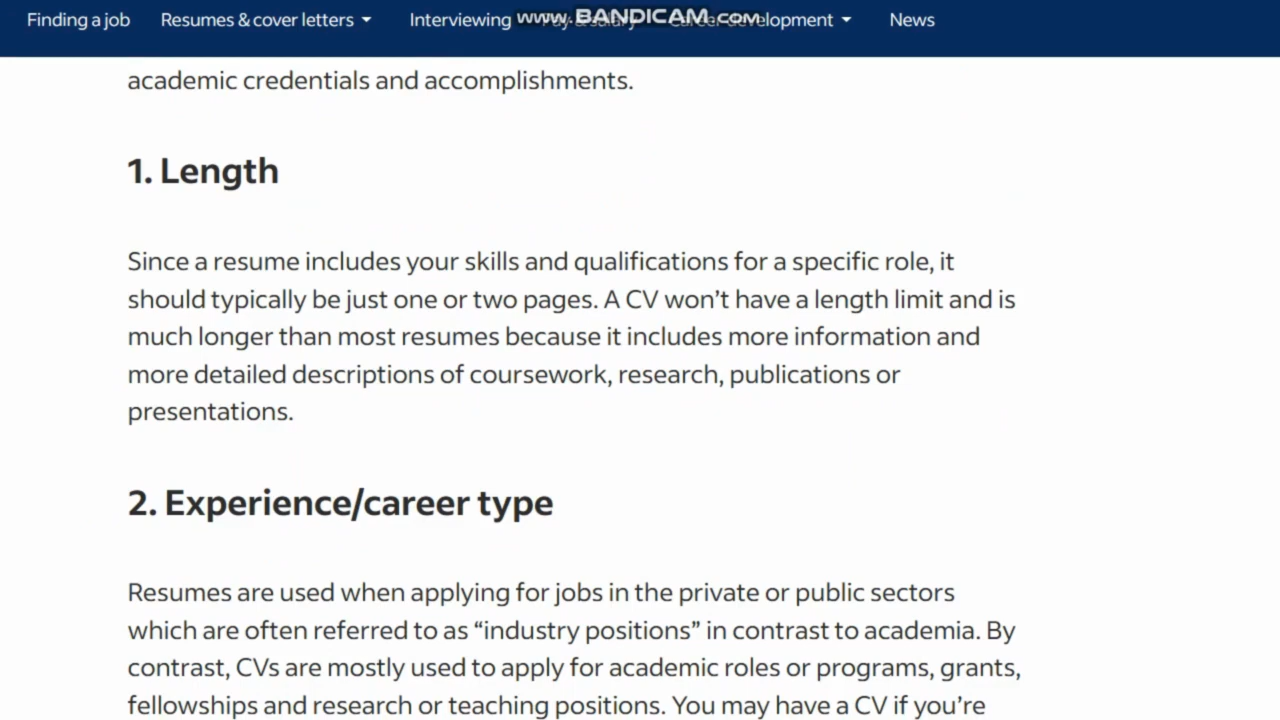 Finding a job Resumes & cover letters Interviewing Pay & salary Career development News
www.BANDICAM.com
academic credentials and accomplishments.
1. Length
Since a resume includes your skills and qualifications for a specific role, it
should typically be just one or two pages. A CV won’t have a length limit and is
much longer than most resumes because it includes more information and
more detailed descriptions of coursework, research, publications or
presentations.
2. Experience/career type
Resumes are used when applying for jobs in the private or public sectors
which are often referred to as “industry positions” in contrast to academia. By
contrast, CVs are mostly used to apply for academic roles or programs, grants,
fellowships and research or teaching positions. You may have a CV if you’re